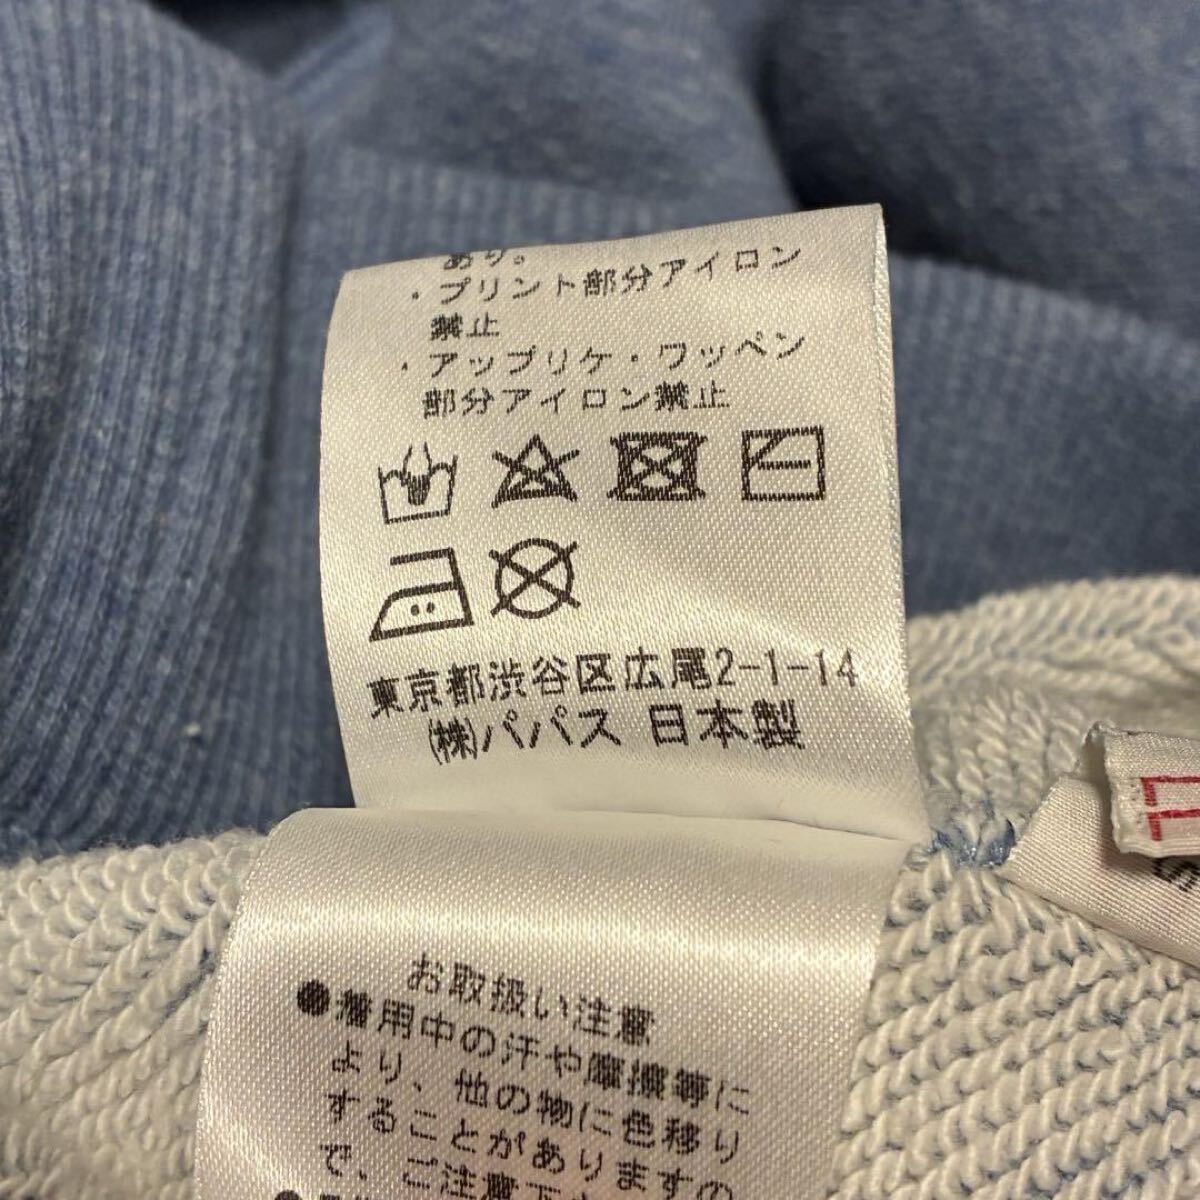 あり。
・プリント部分アイロン
禁止
・アップリケ・ワッペン
部分アイロン禁止
東京都渋谷区広尾2-1-14
(株)パパス 日本製
お取扱い注意
●着用中の汗や摩擦等に
より、他の物に色移り
することがありますの
で、ご注意下